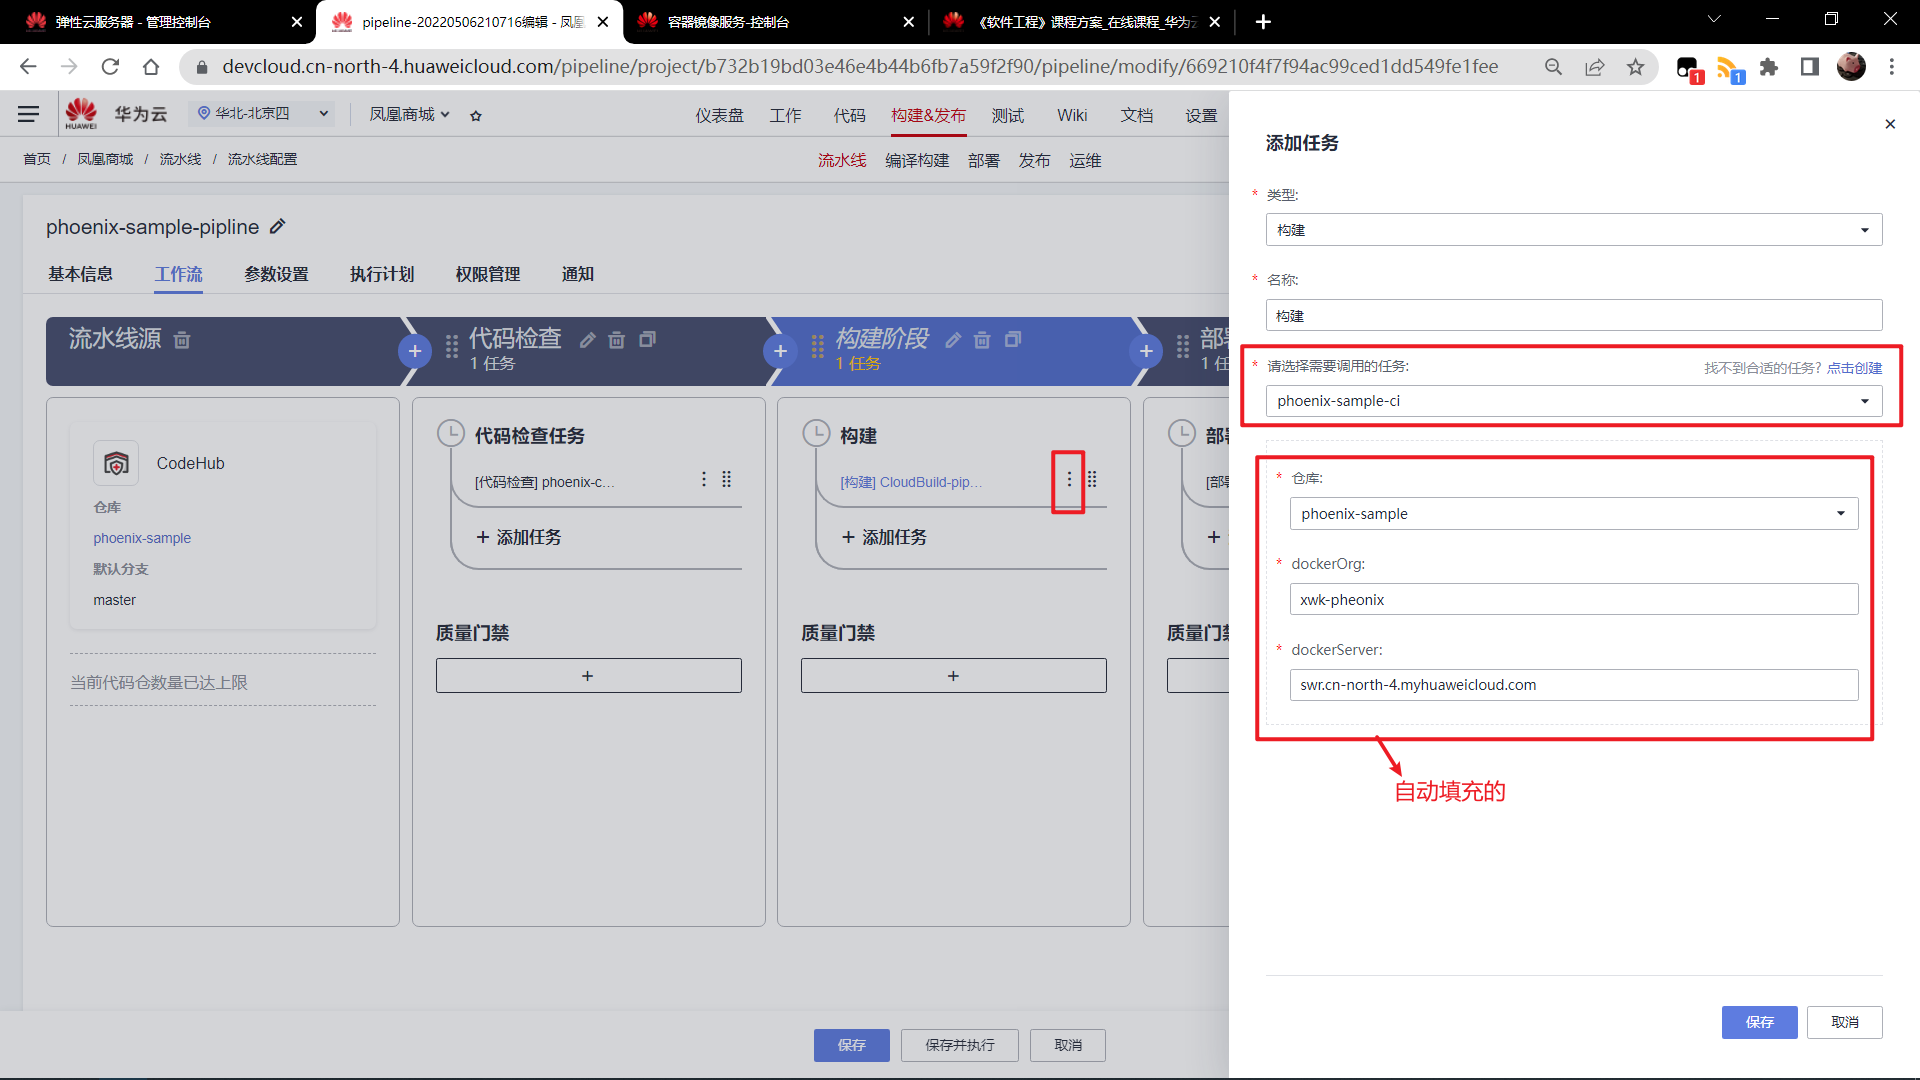 弹性云服务器 - 管理控制台
pipeline-20220506210716编辑 - 凤凰
容器镜像服务-控制台
《软件工程》课程方案_在线课程_华为云
devcloud.cn-north-4.huaweicloud.com/pipeline/project/b732b19bd03e46e4b44b6fb7a59f2f90/pipeline/modify/669210f4f7f94ac99ced1dd549fe1fee
1
1
HUAWEI
华为云
华北-北京四
凤凰商城
仪表盘
工作
代码
构建&发布
测试
Wiki
文档
设置
首页 / 凤凰商城 / 流水线 / 流水线配置
流水线
编译构建
部署
发布
运维
phoenix-sample-pipline
基本信息
工作流
参数设置
执行计划
权限管理
通知
流水线源
代码检查
1 任务
构建阶段
1 任务
部署
1 任
CodeHub
仓库
phoenix-sample
默认分支
master
当前代码仓数量已达上限
代码检查任务
[代码检查] phoenix-c...
+ 添加任务
质量门禁
+
构建
[构建] CloudBuild-pip...
+ 添加任务
质量门禁
+
部署
[部署
+
质量门禁
保存
保存并执行
取消
添加任务
* 类型:
构建
* 名称:
构建
* 请选择需要调用的任务:
找不到合适的任务? 点击创建
phoenix-sample-ci
* 仓库:
phoenix-sample
* dockerOrg:
xwk-pheonix
* dockerServer:
swr.cn-north-4.myhuaweicloud.com
自动填充的
保存
取消